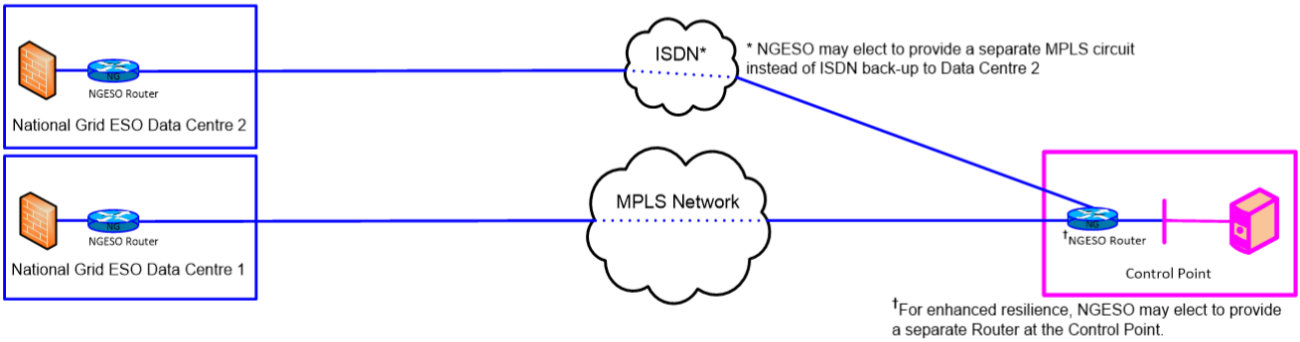 ISDN*
* NGESO may elect to provide a separate MPLS circuit
instead of ISDN back-up to Data Centre 2
NG
NGESO Router
National Grid ESO Data Centre 2
MPLS Network
NG
NGESO Router
National Grid ESO Data Centre 1
NG
†NGESO Router
Control Point
†For enhanced resilience, NGESO may elect to provide
a separate Router at the Control Point.